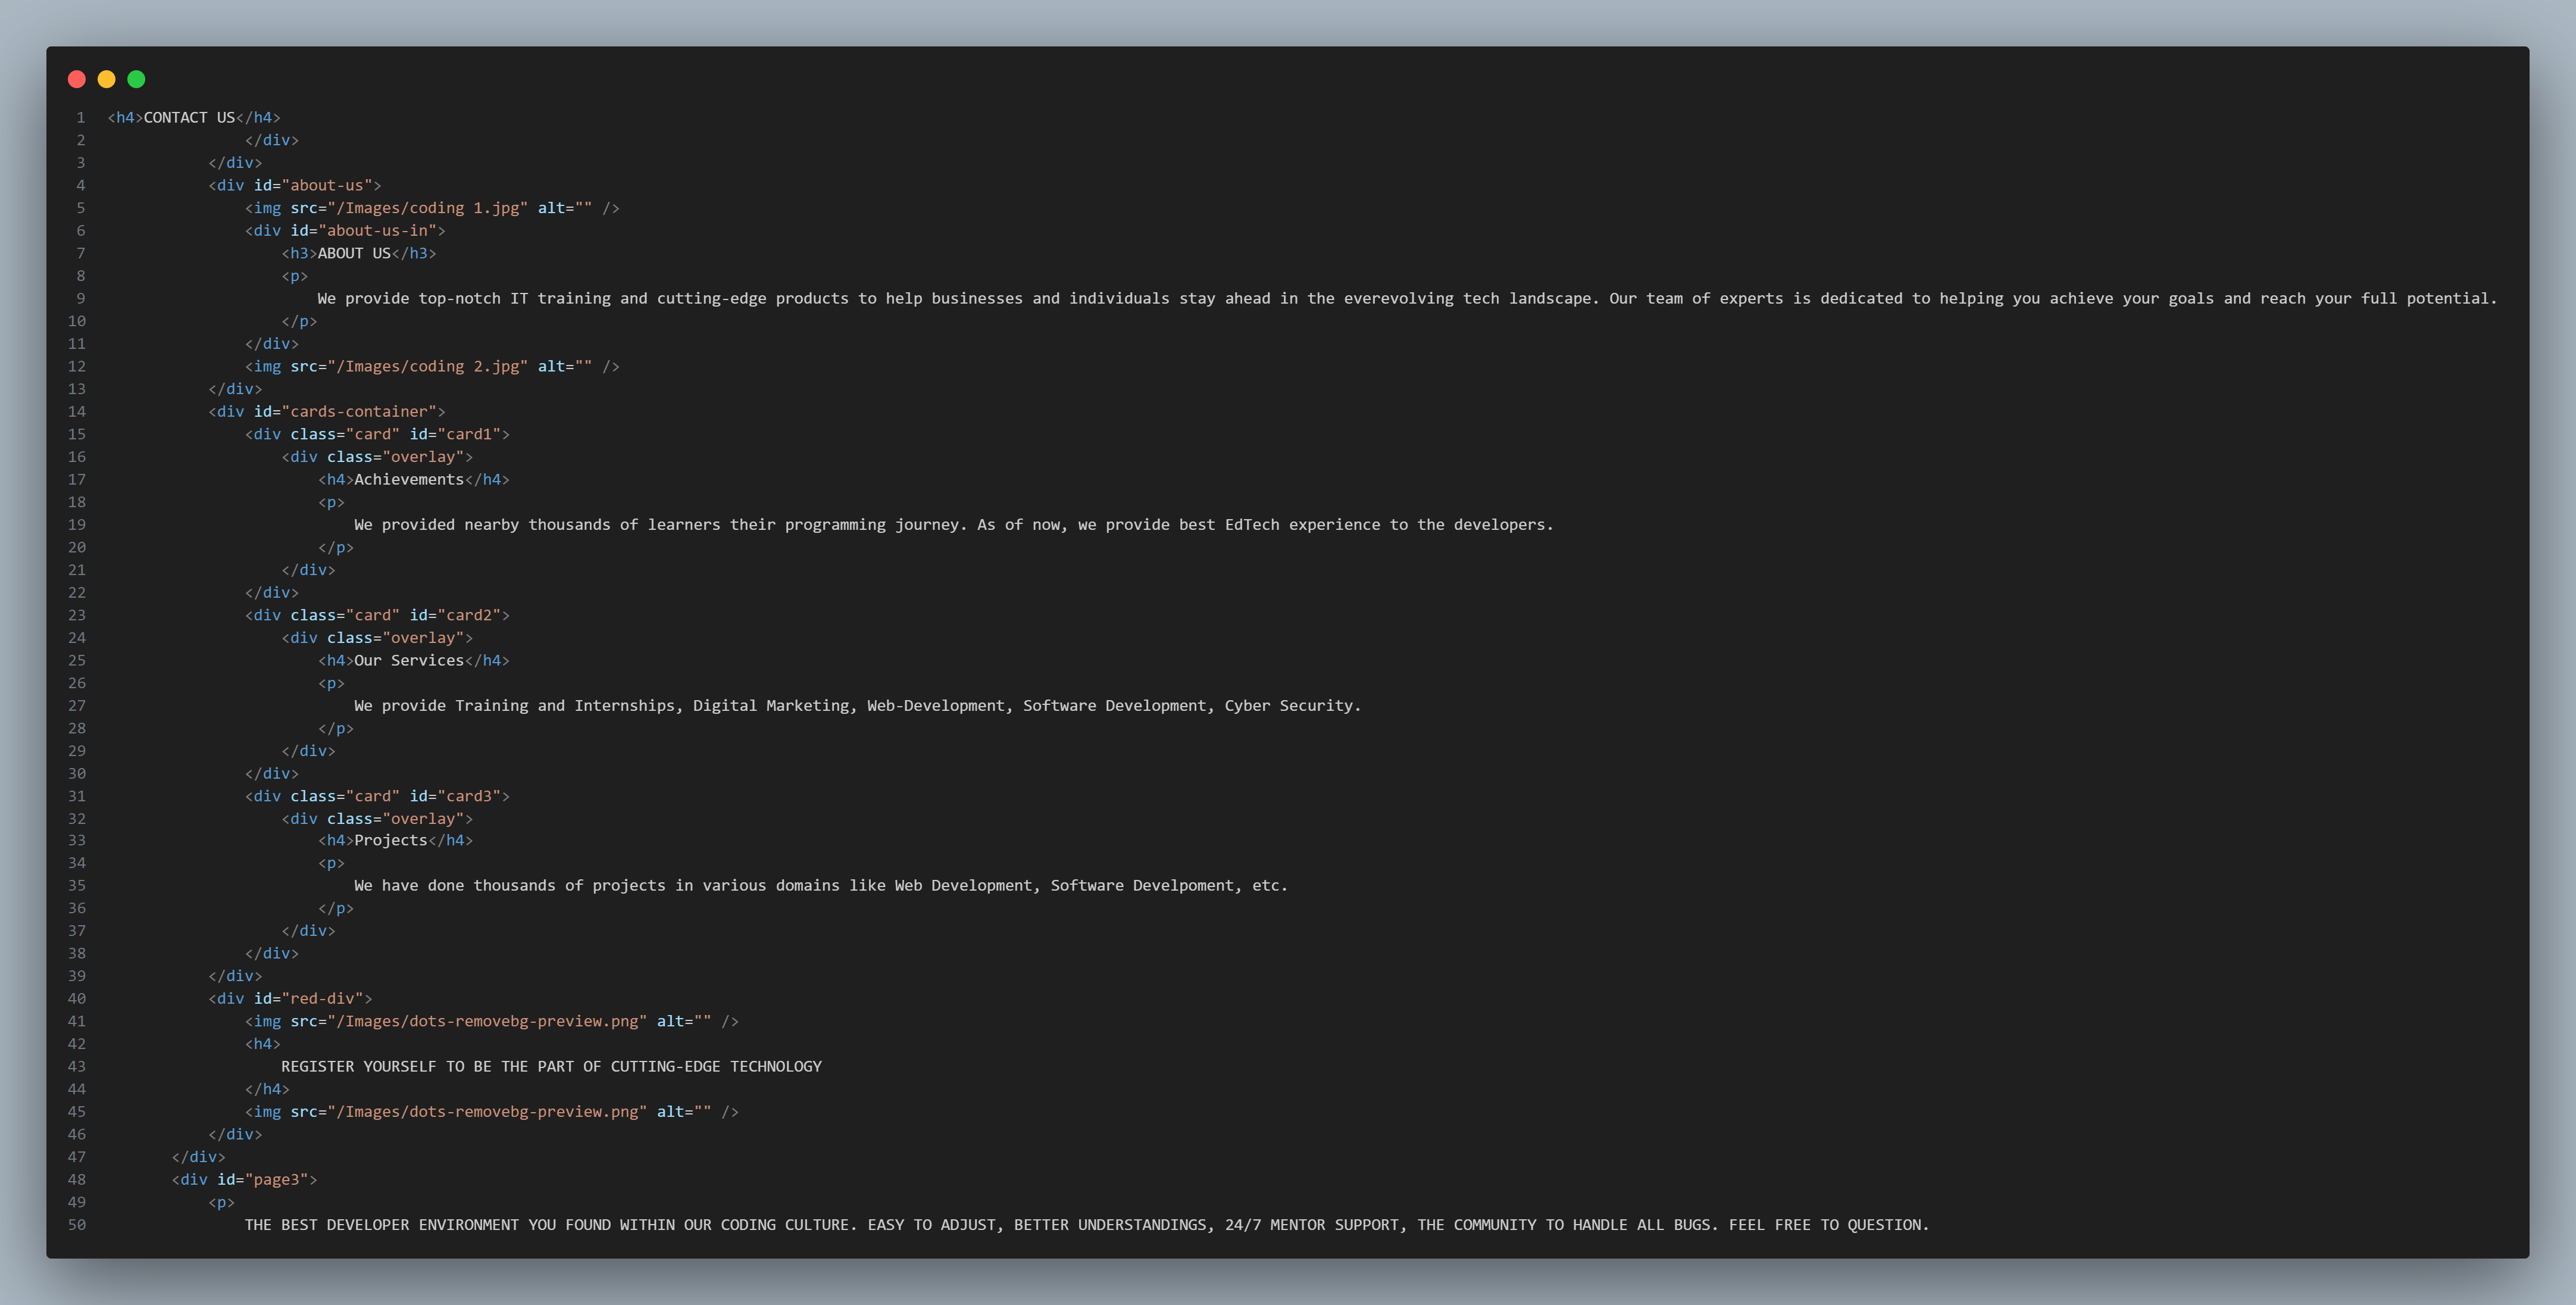 1 <h4>CONTACT US</h4>
2 </div>
3 </div>
4 <div id="about-us">
5 <img src="/Images/coding 1.jpg" alt="" />
6 <div id="about-us-in">
7 <h3>ABOUT US</h3>
8 <p>
9 We provide top-notch IT training and cutting-edge products to help businesses and individuals stay ahead in the everevolving tech landscape. Our team of experts is dedicated to helping you achieve your goals and reach your full potential.
10 </p>
11 </div>
12 <img src="/Images/coding 2.jpg" alt="" />
13 </div>
14 <div id="cards-container">
15 <div class="card" id="card1">
16 <div class="overlay">
17 <h4>Achievements</h4>
18 <p>
19 We provided nearby thousands of learners their programming journey. As of now, we provide best EdTech experience to the developers.
20 </p>
21 </div>
22 </div>
23 <div class="card" id="card2">
24 <div class="overlay">
25 <h4>Our Services</h4>
26 <p>
27 We provide Training and Internships, Digital Marketing, Web-Development, Software Development, Cyber Security.
28 </p>
29 </div>
30 </div>
31 <div class="card" id="card3">
32 <div class="overlay">
33 <h4>Projects</h4>
34 <p>
35 We have done thousands of projects in various domains like Web Development, Software Develpoment, etc.
36 </p>
37 </div>
38 </div>
39 </div>
40 <div id="red-div">
41 <img src="/Images/dots-removebg-preview.png" alt="" />
42 <h4>
43 REGISTER YOURSELF TO BE THE PART OF CUTTING-EDGE TECHNOLOGY
44 </h4>
45 <img src="/Images/dots-removebg-preview.png" alt="" />
46 </div>
47 </div>
48 <div id="page3">
49 <p>
50 THE BEST DEVELOPER ENVIRONMENT YOU FOUND WITHIN OUR CODING CULTURE. EASY TO ADJUST, BETTER UNDERSTANDINGS, 24/7 MENTOR SUPPORT, THE COMMUNITY TO HANDLE ALL BUGS. FEEL FREE TO QUESTION.